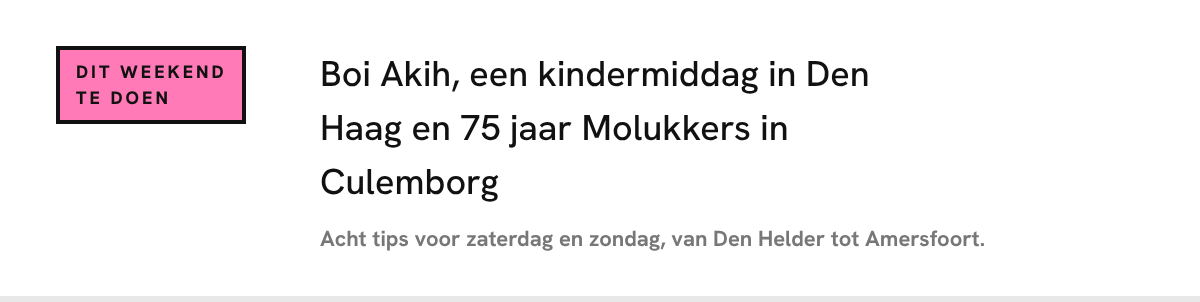 DIT WEEKEND
TE DOEN
Boi Akih, een kindermiddag in Den
Haag en 75 jaar Molukkers in
Culemborg
Acht tips voor zaterdag en zondag, van Den Helder tot Amersfoort.